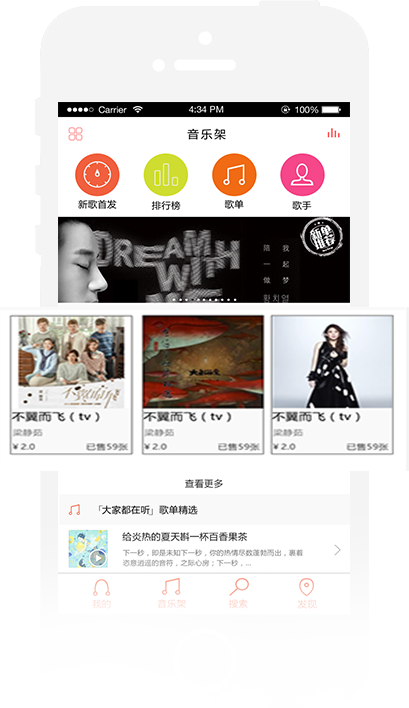 Carrier 4:34 PM 100%
音乐架
新歌首发 排行榜 歌单 歌手
DREAM
WITH
陪 我
一 起
做 梦
新单
推荐
不翼而飞（tv） 不翼而飞（tv） 不翼而飞（tv）
梁静茹 梁静茹 梁静茹
¥ 2.0 已售59张 ¥ 2.0 已售59张 ¥ 2.0 已售59张
查看更多
「大家都在听」歌单精选
给炎热的夏天斟一杯百香果茶
下一秒，即是未知下一秒，你的热情尽数蓬勃而出，裹着
恣意逍遥的音符，之际心房；下一秒，...
我的 音乐架 搜索 发现